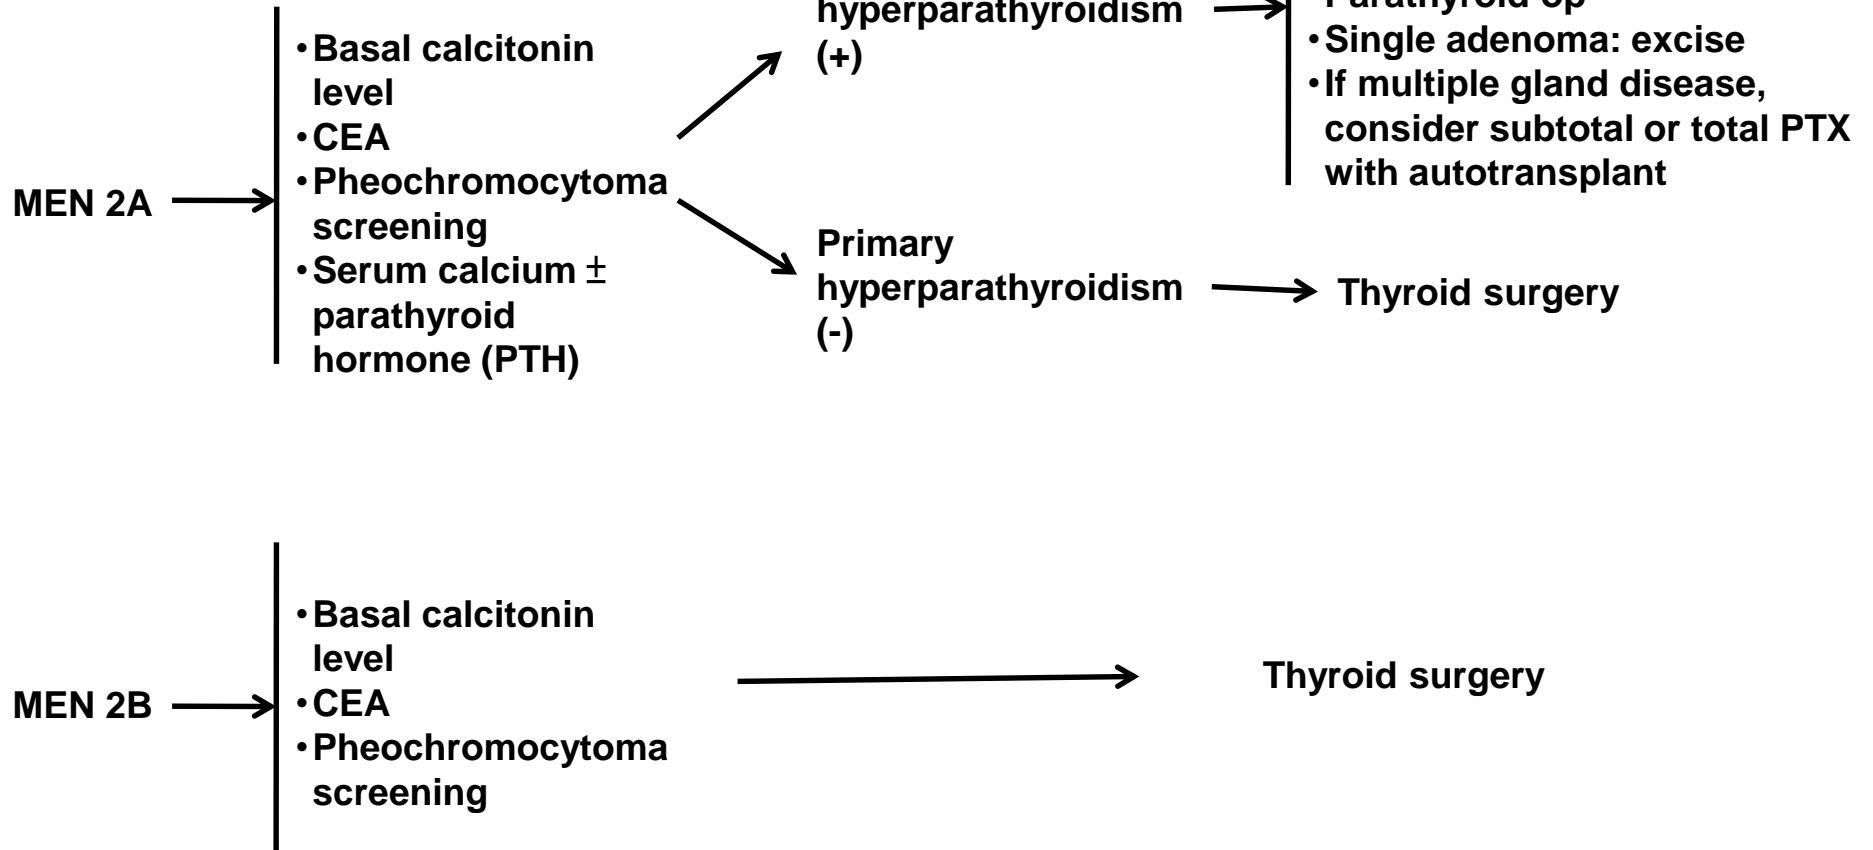 hyperparathyroidism
(+)
Parathyroid op
•Single adenoma: excise
•If multiple gland disease,
consider subtotal or total PTX
with autotransplant
MEN 2A
•Basal calcitonin
level
•CEA
•Pheochromocytoma
screening
•Serum calcium ±
parathyroid
hormone (PTH)
Primary
hyperparathyroidism
(-)
Thyroid surgery
MEN 2B
•Basal calcitonin
level
•CEA
•Pheochromocytoma
screening
Thyroid surgery